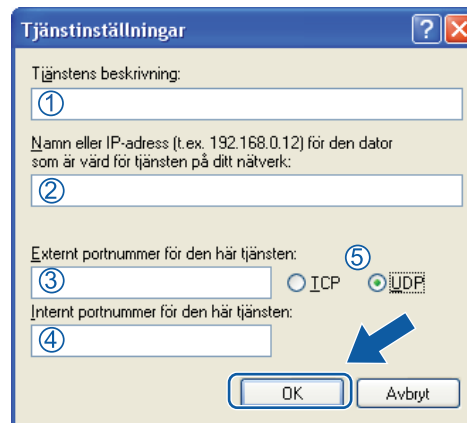 Tjänstinställningar
Tjänstens beskrivning:
①
Namn eller IP-adress (t.ex. 192.168.0.12) för den dator
som är värd för tjänsten på ditt nätverk:
②
Externt portnummer för den här tjänsten:
⑤
③
TCP
UDP
Internt portnummer för den här tjänsten:
④
OK
Avbryt